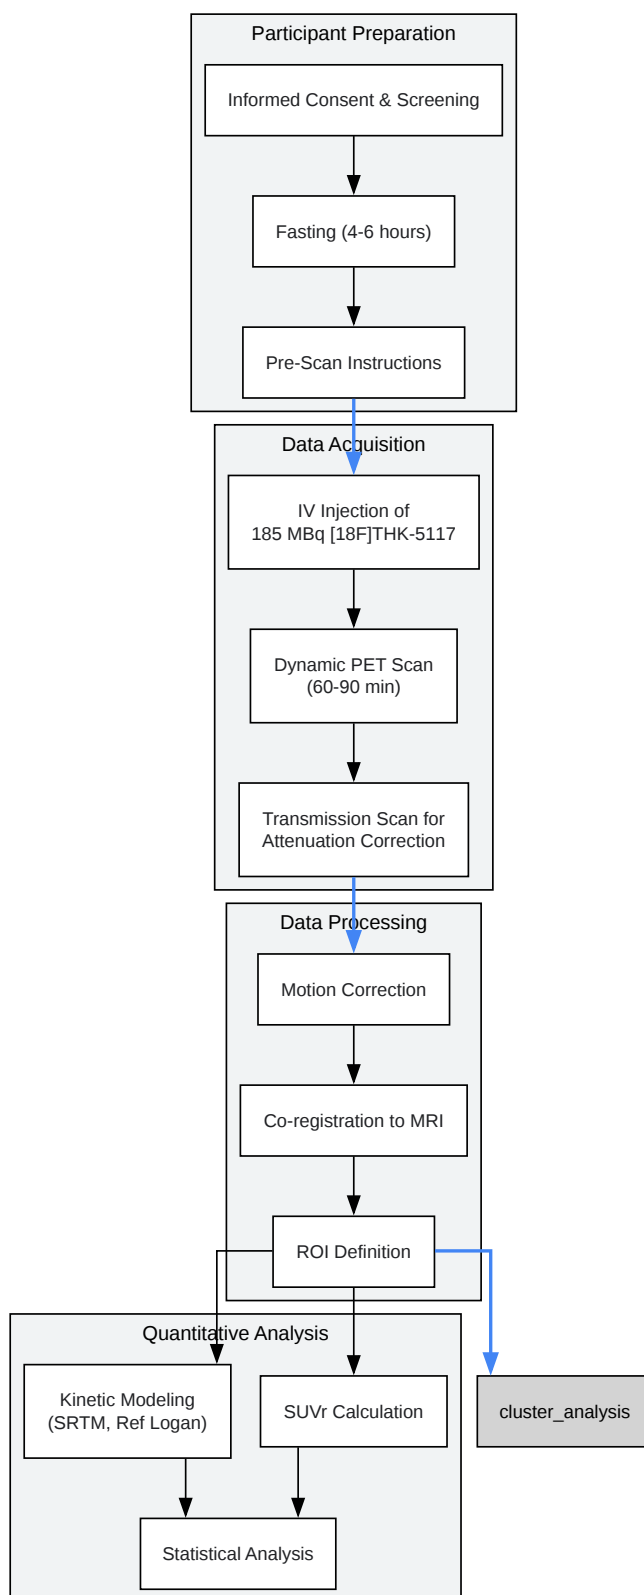 Participant Preparation
Informed Consent & Screening
Fasting (4-6 hours)
Pre-Scan Instructions
Data Acquisition
IV Injection of
185 MBq [18F]THK-5117
Dynamic PET Scan
(60-90 min)
Transmission Scan for
Attenuation Correction
Data Processing
Motion Correction
Co-registration to MRI
ROI Definition
Quantitative Analysis
Kinetic Modeling
(SRTM, Ref Logan)
SUVr Calculation
cluster_analysis
Statistical Analysis